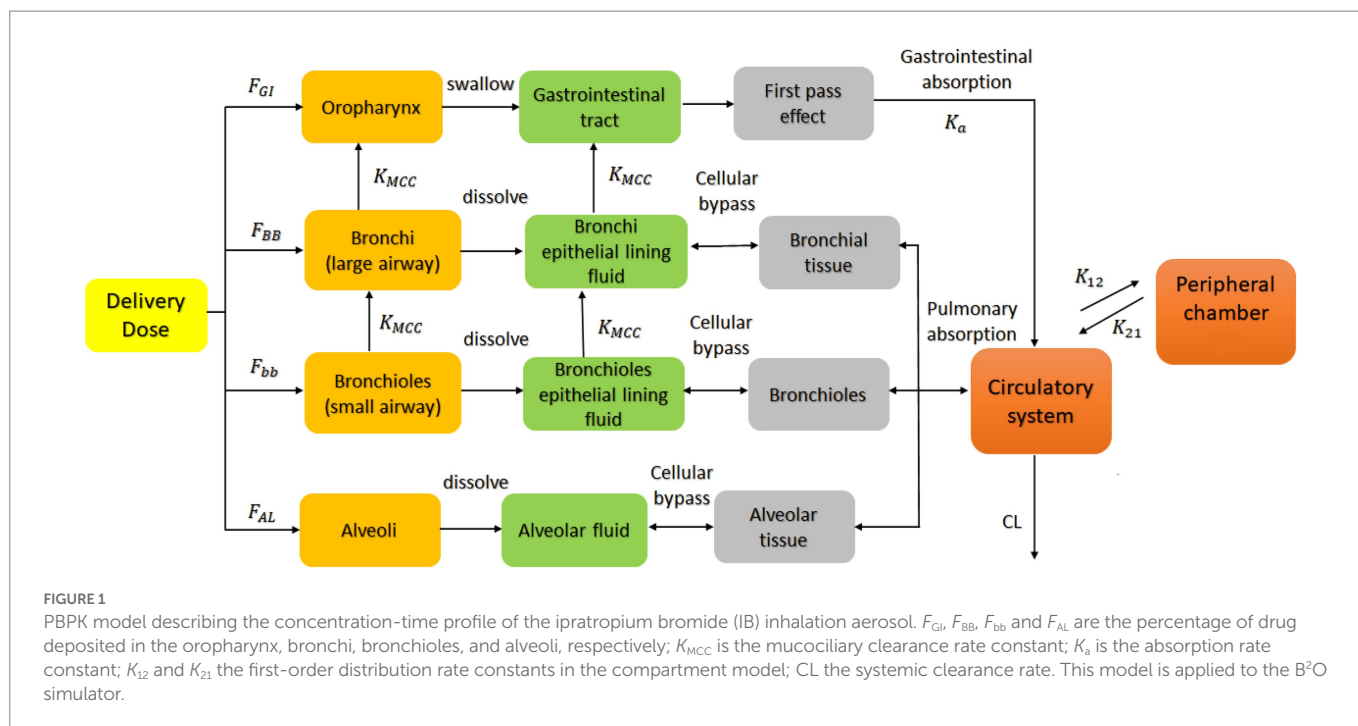 F_GI
Oropharynx
swallow
Gastrointestinal
tract
First pass
effect
Gastrointestinal
absorption
K_a
K_MCC
dissolve
K_MCC
Cellular
bypass
F_BB
Bronchi
(large airway)
Bronchi
epithelial lining
fluid
Bronchial
tissue
Delivery
Dose
K_MCC
dissolve
K_MCC
Cellular
bypass
Pulmonary
absorption
K_12
K_21
Peripheral
chamber
F_bb
Bronchioles
(small airway)
Bronchioles
epithelial lining
fluid
Bronchioles
Circulatory
system
F_AL
Alveoli
dissolve
Alveolar fluid
Cellular
bypass
Alveolar
tissue
CL
FIGURE 1
PBPK model describing the concentration-time profile of the ipratropium bromide (IB) inhalation aerosol. F_GI, F_BB, F_bb and F_AL are the percentage of drug
deposited in the oropharynx, bronchi, bronchioles, and alveoli, respectively; K_MCC is the mucociliary clearance rate constant; K_a is the absorption rate
constant; K_12 and K_21 the first-order distribution rate constants in the compartment model; CL the systemic clearance rate. This model is applied to the B²O
simulator.